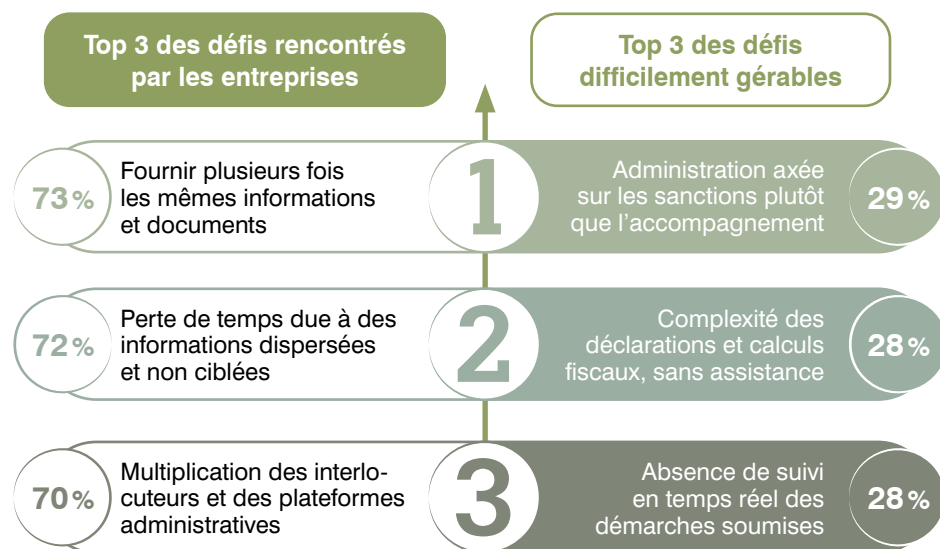 Top 3 des défis rencontrés
par les entreprises
Top 3 des défis
difficilement gérables
73 %
Fournir plusieurs fois
les mêmes informations
et documents
1
Administration axée
sur les sanctions plutôt
que l’accompagnement
29 %
72 %
Perte de temps due à des
informations dispersées
et non ciblées
2
Complexité des
déclarations et calculs
fiscaux, sans assistance
28 %
70 %
Multiplication des interlo-
cuteurs et des plateformes
administratives
3
Absence de suivi
en temps réel des
démarches soumises
28 %